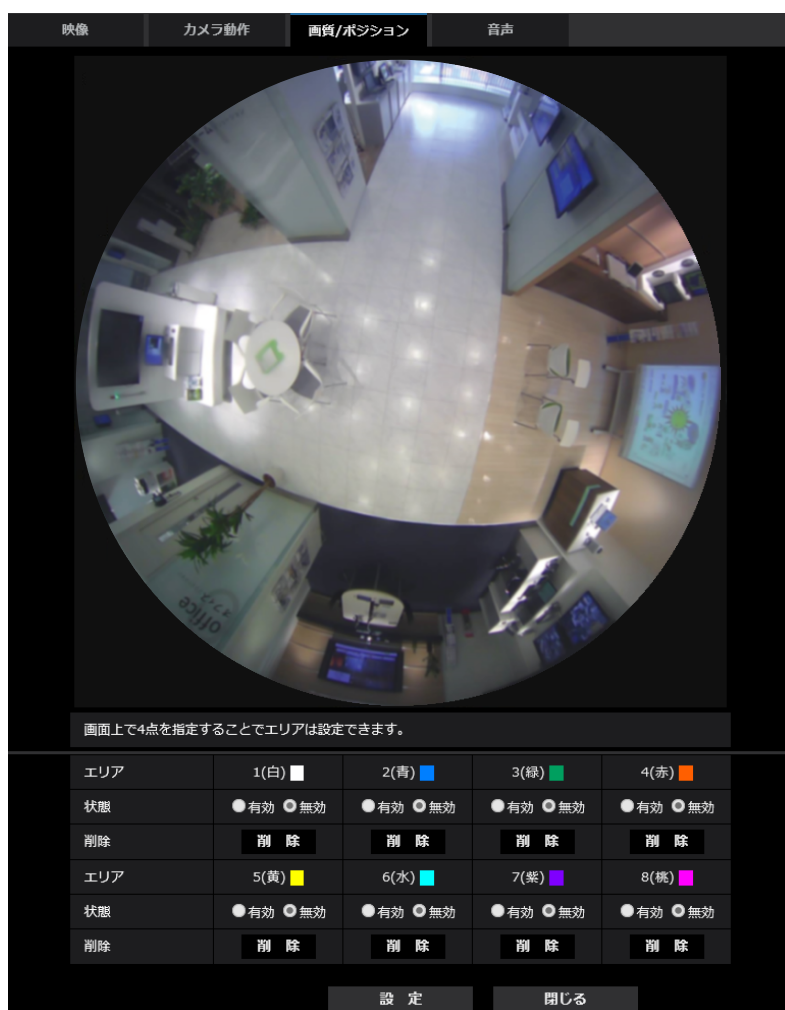 映像 カメラ動作 画質/ポジション 音声
office
オフィス
画面上で4点を指定することでエリアは設定できます。
エリア 1(白) 2(青) 3(緑) 4(赤)
状態 有効 無効 有効 無効 有効 無効 有効 無効
削除 削 除 削 除 削 除 削 除
エリア 5(黄) 6(水) 7(紫) 8(桃)
状態 有効 無効 有効 無効 有効 無効 有効 無効
削除 削 除 削 除 削 除 削 除
設 定 閉じる